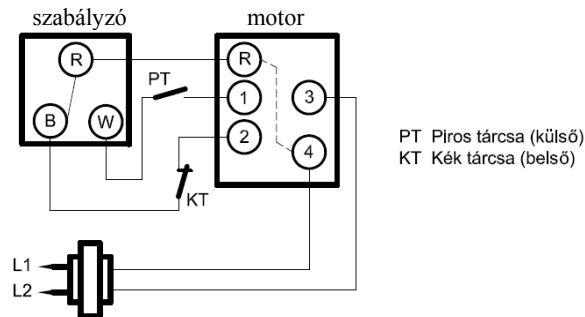 szabályzó
motor
R
B
W
PT
KT
R
1
2
3
4
PT Piros tárcsa (külső)
KT Kék tárcsa (belső)
L1
L2